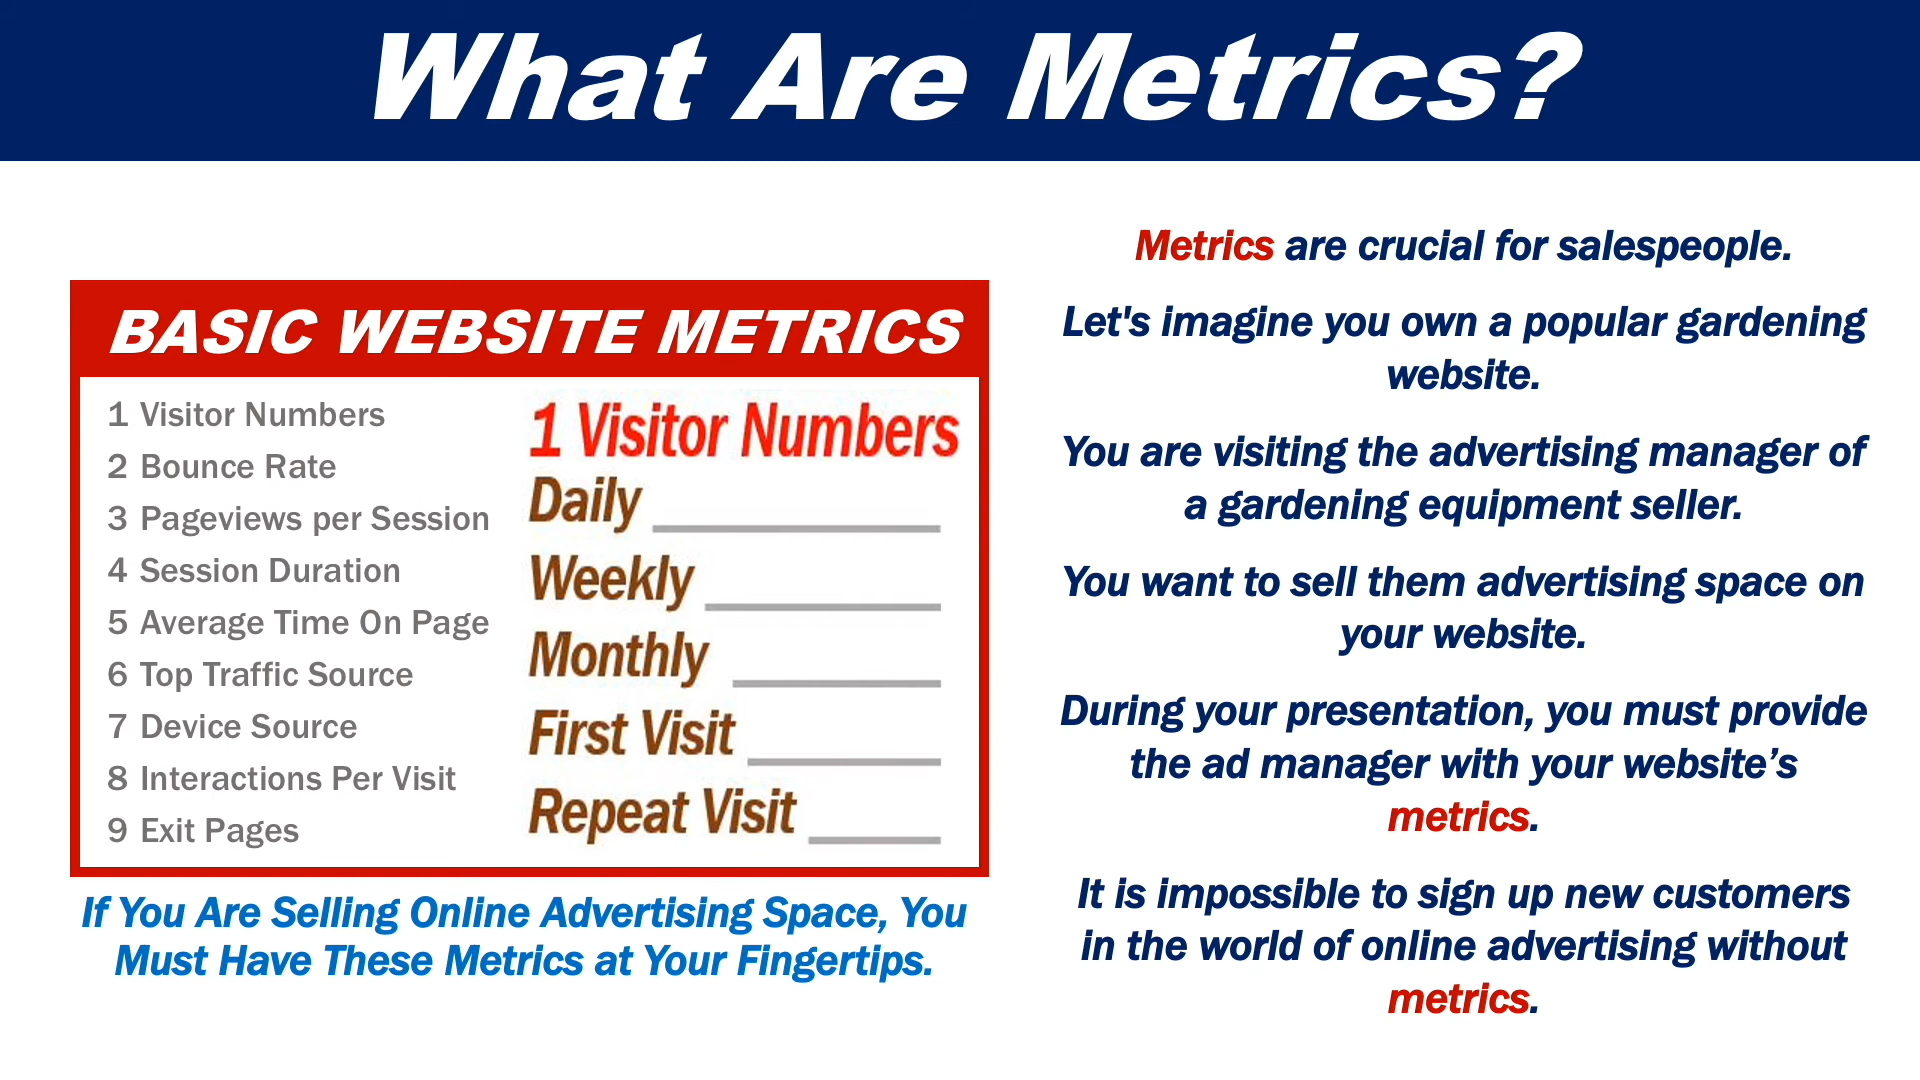 What Are Metrics?
BASIC WEBSITE METRICS
1 Visitor Numbers
2 Bounce Rate
3 Pageviews per Session
4 Session Duration
5 Average Time On Page
6 Top Traffic Source
7 Device Source
8 Interactions Per Visit
9 Exit Pages
1 Visitor Numbers
Daily
Weekly
Monthly
First Visit
Repeat Visit
If You Are Selling Online Advertising Space, You
Must Have These Metrics at Your Fingertips.
Metrics are crucial for salespeople.
Let's imagine you own a popular gardening
website.
You are visiting the advertising manager of
a gardening equipment seller.
You want to sell them advertising space on
your website.
During your presentation, you must provide
the ad manager with your website’s
metrics.
It is impossible to sign up new customers
in the world of online advertising without
metrics.